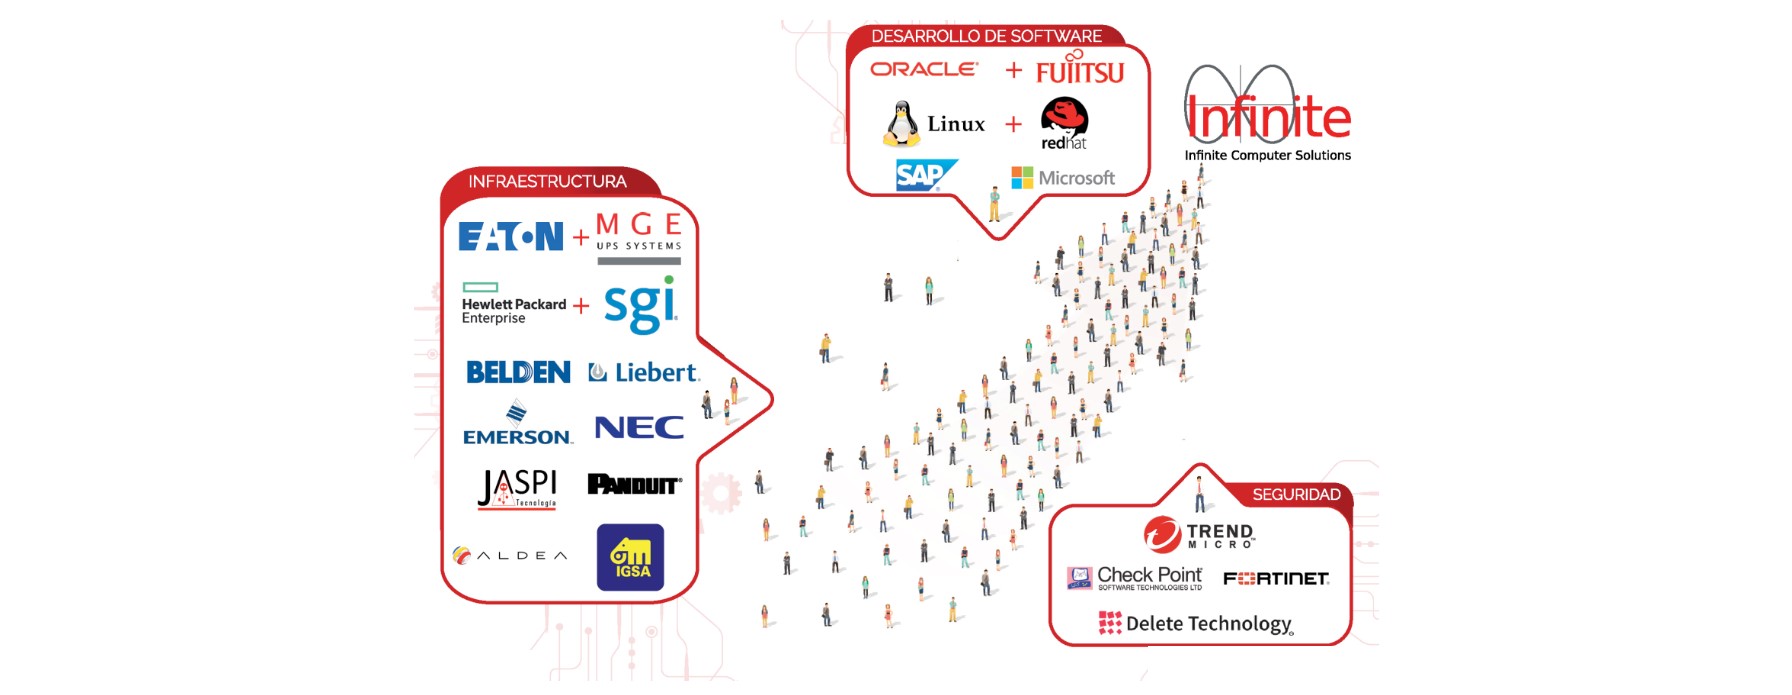 DESARROLLO DE SOFTWARE
ORACLE + FUJITSU
Linux + redhat
SAP Microsoft
Infinite
Infinite Computer Solutions
INFRAESTRUCTURA
EATON + MGE
UPS SYSTEMS
Hewlett Packard
Enterprise + sgi
BELDEN Liebert
EMERSON NEC
JASPI
Tecnología
PANDUIT
ALDEA
IGSA
SEGURIDAD
TREND
MICRO
Check Point
SOFTWARE TECHNOLOGIES LTD
FORTINET
Delete Technology